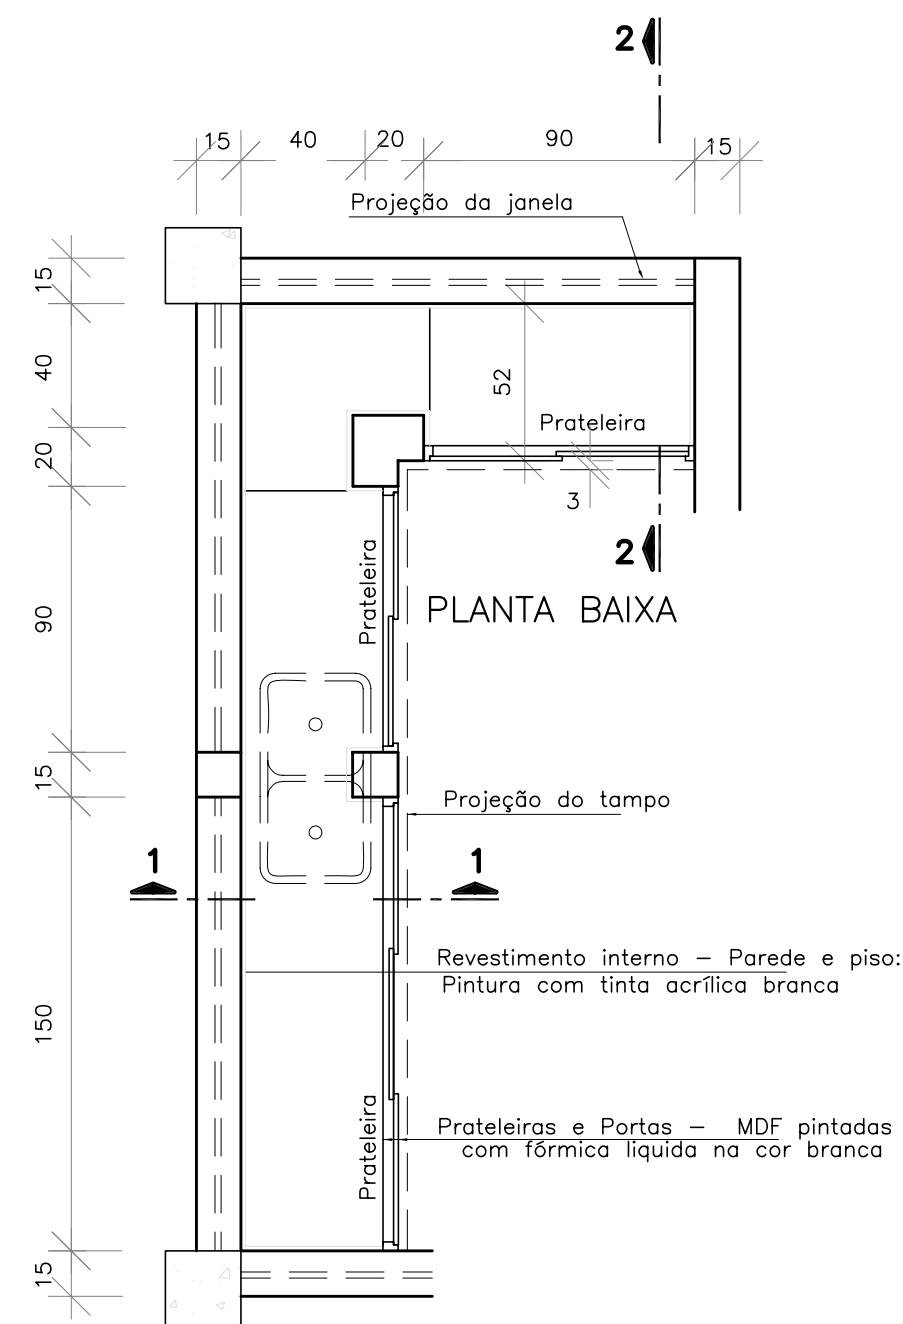 2
15 40 20 90 15
Projeção da janela
15
40
52
Prateleira
20
3
2
Prateleira
90
PLANTA BAIXA
15
Projeção do tampo
1 1
Revestimento interno – Parede e piso:
Pintura com tinta acrílica branca
150
Prateleira
Prateleiras e Portas – MDF pintadas
com fórmica liquida na cor branca
15